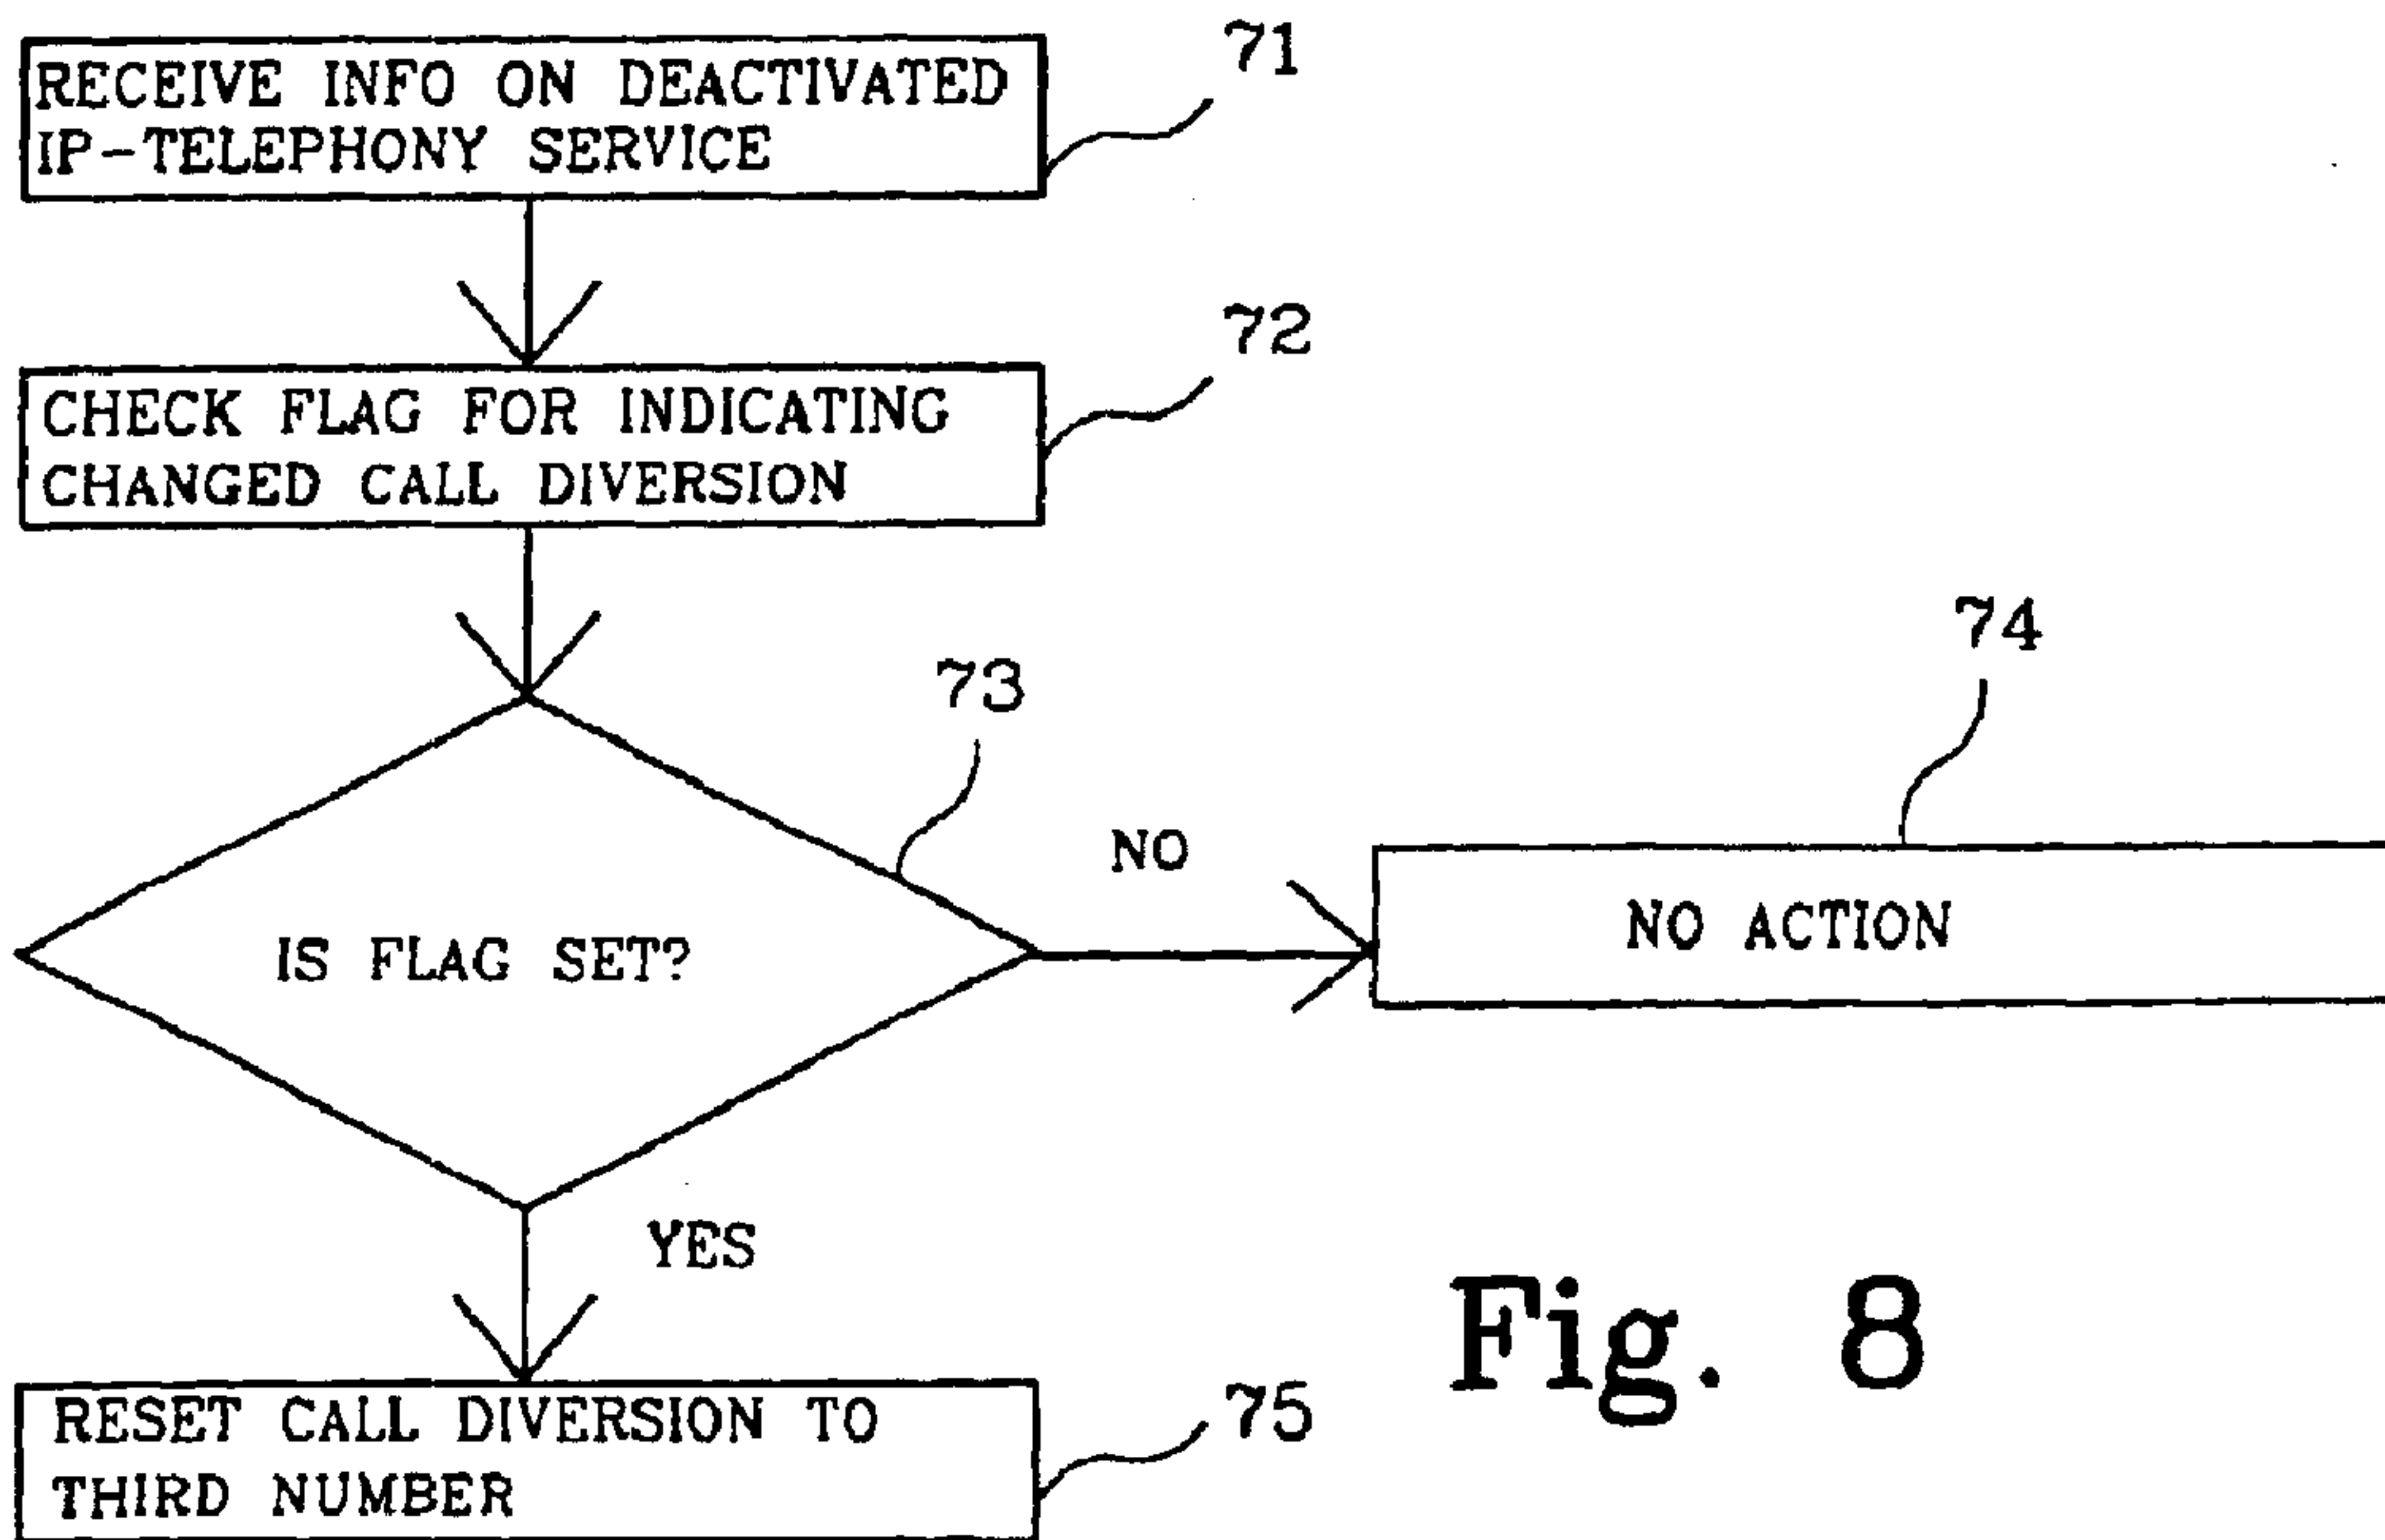 71
RECEIVE INFO ON DEACTIVATED
IP-TELEPHONY SERVICE
72
CHECK FLAG FOR INDICATING
CHANGED CALL DIVERSION
73
74
NO
IS FLAG SET?
NO ACTION
YES
Fig. 8
75
RESET CALL DIVERSION TO
THIRD NUMBER